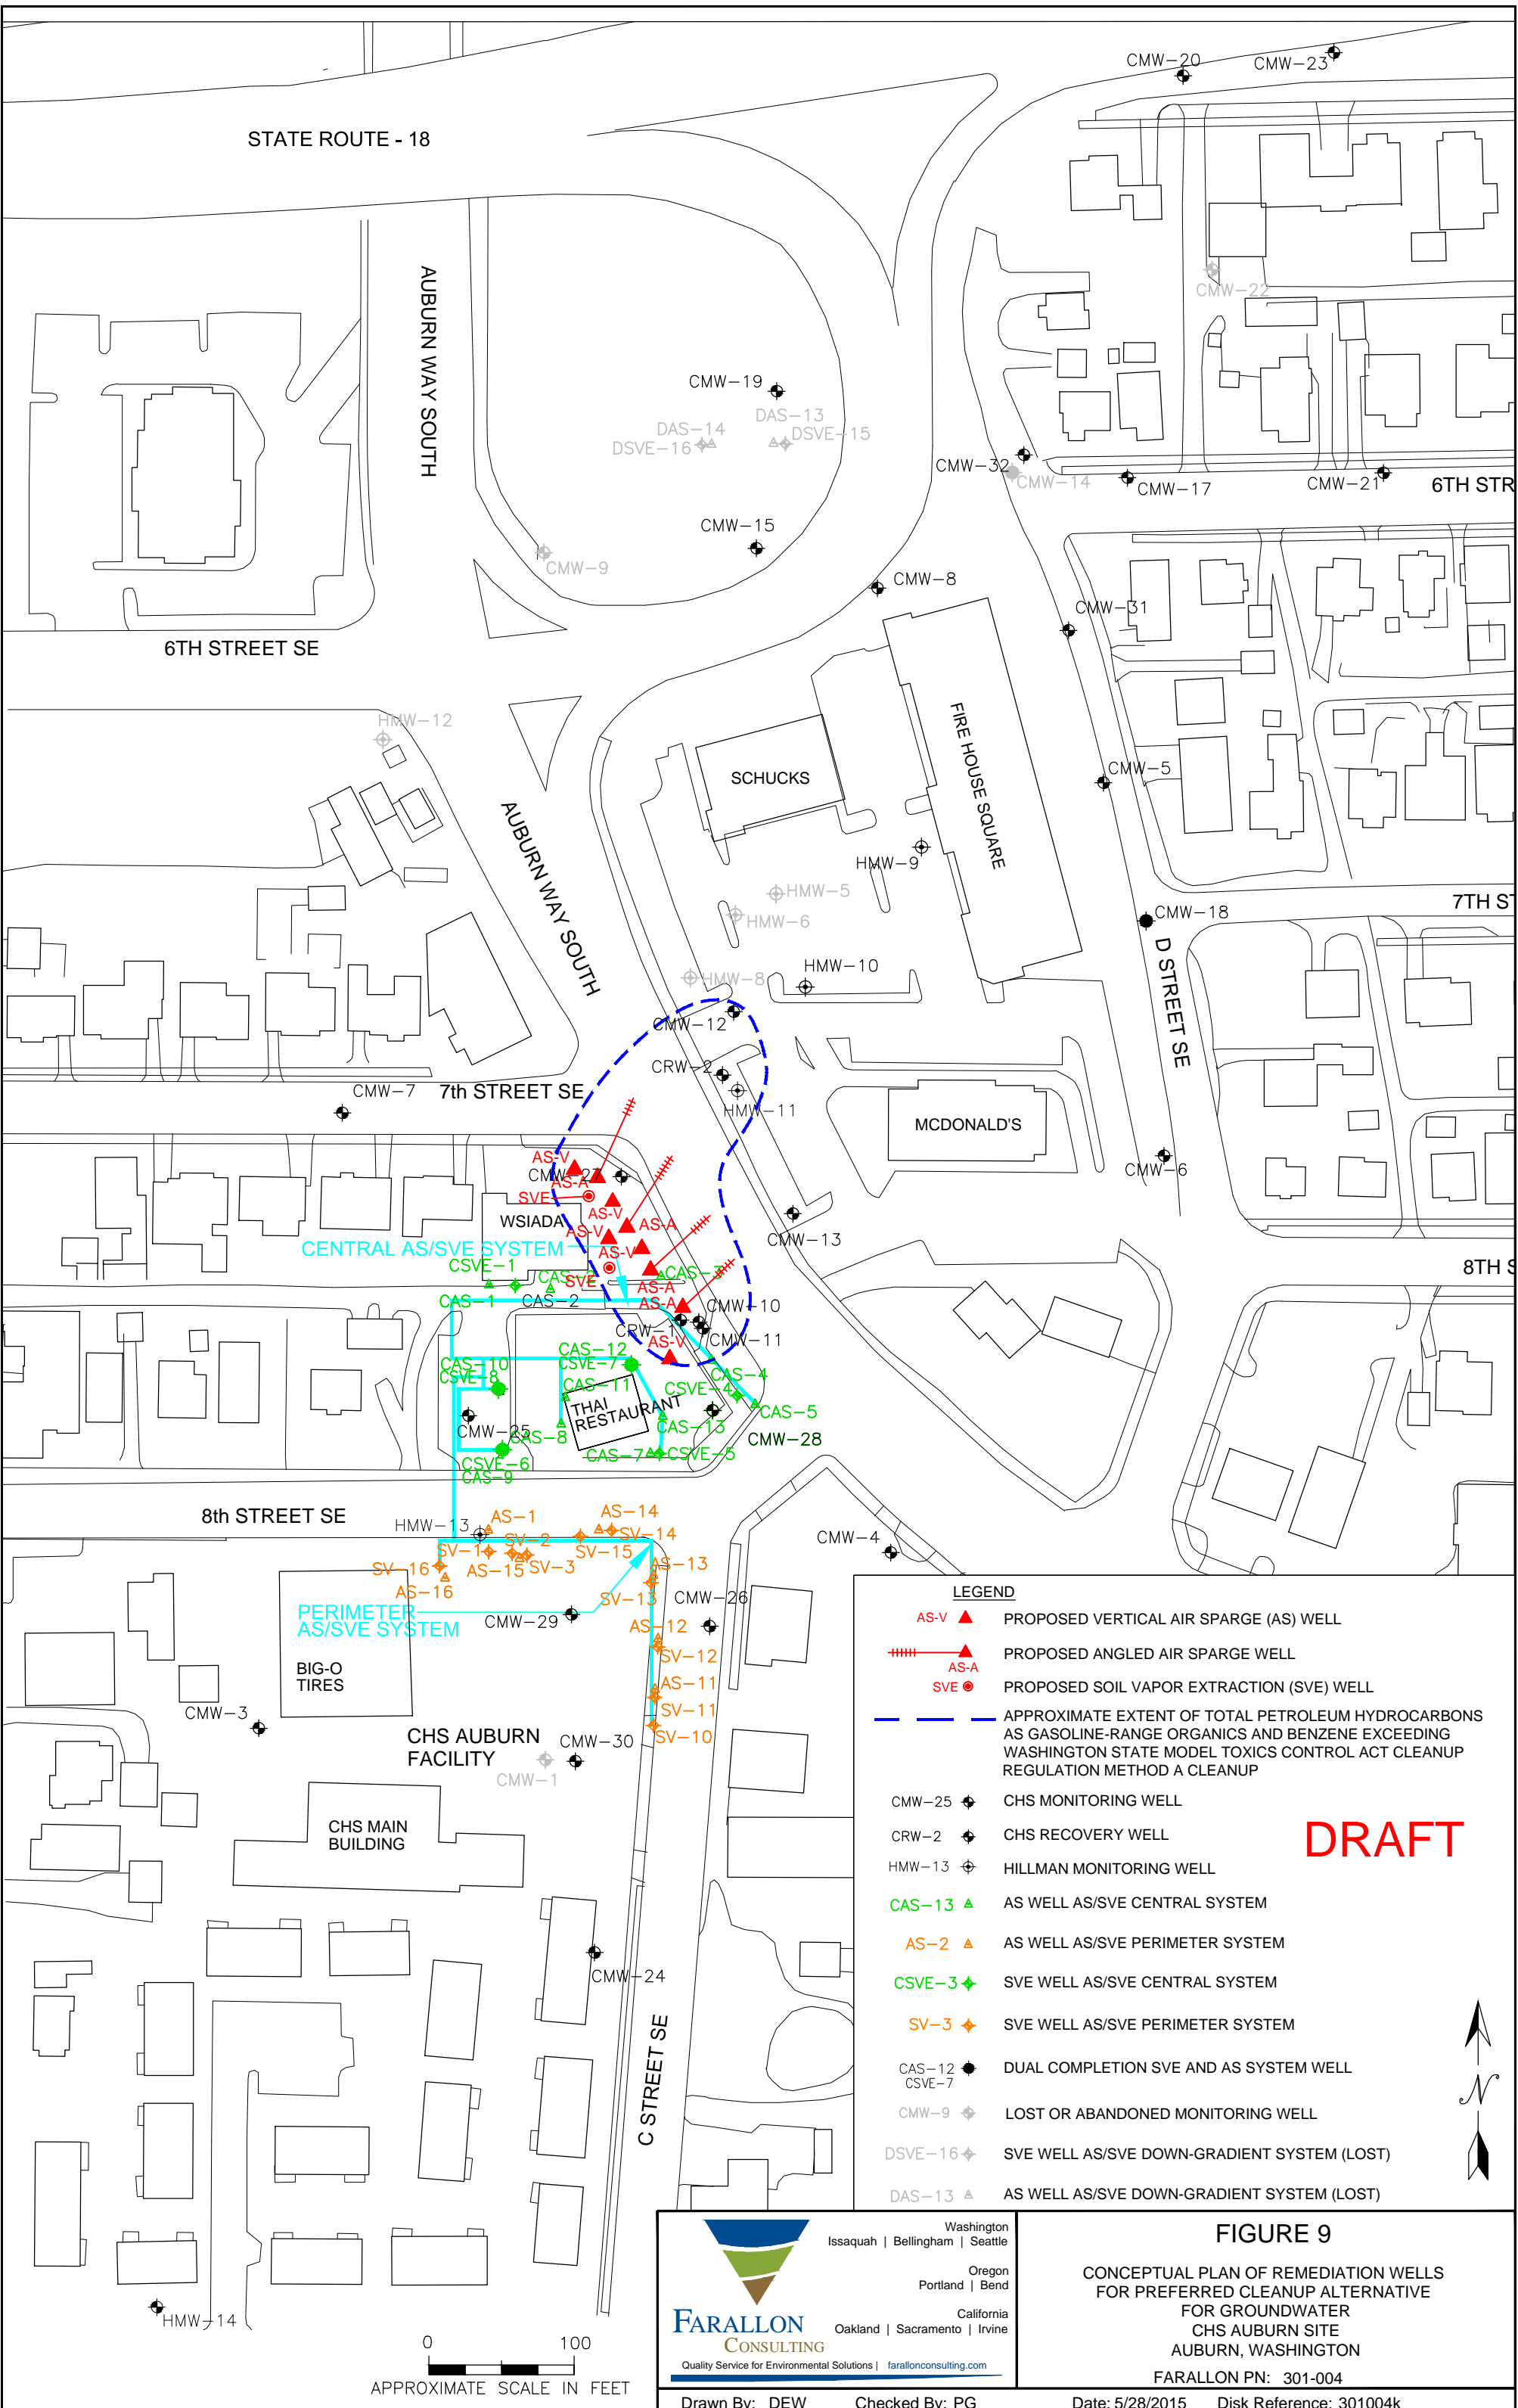 CMW-20
CMW-23
STATE ROUTE - 18
AUBURN WAY SOUTH
CMW-22
CMW-19
DAS-13
DAS-14
DSVE-15
DSVE-16
CMW-32
CMW-14
CMW-17
CMW-21
6TH STR
CMW-15
CMW-9
CMW-8
CMW-31
6TH STREET SE
HMW-12
SCHUCKS
FIRE HOUSE SQUARE
CMW-5
AUBURN WAY SOUTH
HMW-9
HMW-5
HMW-6
7TH ST
CMW-18
D STREET SE
HMW-8
HMW-10
CMW-12
CRW-2
CMW-7
7th STREET SE
HMW-11
MCDONALD'S
AS-V
CMW-27
AS-A
CMW-6
SVE
AS-V
WSIADA
AS-A
AS-V
CMW-13
CENTRAL AS/SVE SYSTEM
AS-V
CSVE-1
CAS-3
8TH S
SVE
AS-A
CAS-1
CAS-2
AS-A
CMW-10
CRW-1
CMW-11
AS-V
CAS-12
CSVE-7
CAS-10
CSVE-8
CAS-4
CAS-11
CSVE-4
THAI
RESTAURANT
CAS-5
CAS-13
CMW-25
CAS-8
CMW-28
CAS-7
CSVE-5
CSVE-6
CAS-9
8th STREET SE
HMW-13
AS-1
AS-14
SV-14
SV-2
SV-1
SV-15
CMW-4
SV-16
AS-15
SV-3
AS-13
AS-16
SV-13
PERIMETER
AS/SVE SYSTEM
CMW-29
CMW-26
AS-12
SV-12
BIG-O
TIRES
AS-11
SV-11
CMW-3
SV-10
CHS AUBURN
FACILITY
CMW-30
CMW-1
CHS MAIN
BUILDING
CMW-24
C STREET SE
HMW-14
0 100
APPROXIMATE SCALE IN FEET
LEGEND
AS-V PROPOSED VERTICAL AIR SPARGE (AS) WELL
PROPOSED ANGLED AIR SPARGE WELL
AS-A
SVE PROPOSED SOIL VAPOR EXTRACTION (SVE) WELL
APPROXIMATE EXTENT OF TOTAL PETROLEUM HYDROCARBONS
AS GASOLINE-RANGE ORGANICS AND BENZENE EXCEEDING
WASHINGTON STATE MODEL TOXICS CONTROL ACT CLEANUP
REGULATION METHOD A CLEANUP
CMW-25 CHS MONITORING WELL
CRW-2 CHS RECOVERY WELL
DRAFT
HMW-13 HILLMAN MONITORING WELL
CAS-13 AS WELL AS/SVE CENTRAL SYSTEM
AS-2 AS WELL AS/SVE PERIMETER SYSTEM
CSVE-3 SVE WELL AS/SVE CENTRAL SYSTEM
SV-3 SVE WELL AS/SVE PERIMETER SYSTEM
CAS-12 DUAL COMPLETION SVE AND AS SYSTEM WELL
CSVE-7
CMW-9 LOST OR ABANDONED MONITORING WELL
DSVE-16 SVE WELL AS/SVE DOWN-GRADIENT SYSTEM (LOST)
DAS-13 AS WELL AS/SVE DOWN-GRADIENT SYSTEM (LOST)
N
Washington
Issaquah | Bellingham | Seattle
Oregon
Portland | Bend
California
Oakland | Sacramento | Irvine
FARALLON
CONSULTING
Quality Service for Environmental Solutions | farallonconsulting.com
FIGURE 9
CONCEPTUAL PLAN OF REMEDIATION WELLS
FOR PREFERRED CLEANUP ALTERNATIVE
FOR GROUNDWATER
CHS AUBURN SITE
AUBURN, WASHINGTON
FARALLON PN: 301-004
Drawn By: DEW Checked By: PG Date: 5/28/2015 Disk Reference: 301004k